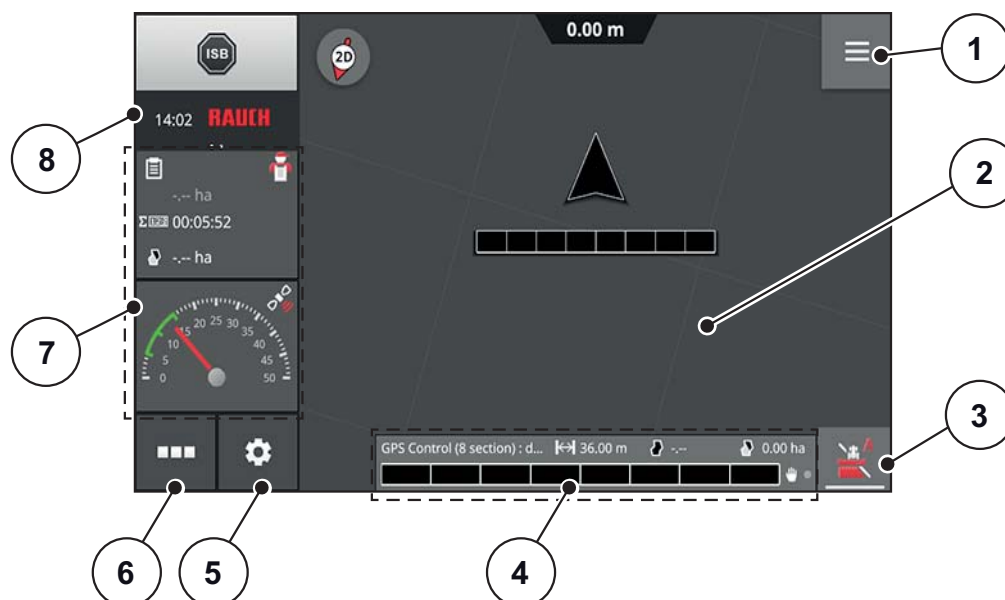 ISB
2D
0.00 m
1
14:02 RAUCH
8
-.-- ha
2
Σ 123 00:05:52
-.-- ha
0 5 10 15 20 25 30 35 40 45 50
7
GPS Control (8 section) : d... 36.00 m -.-- 0.00 ha
3
6
5
4